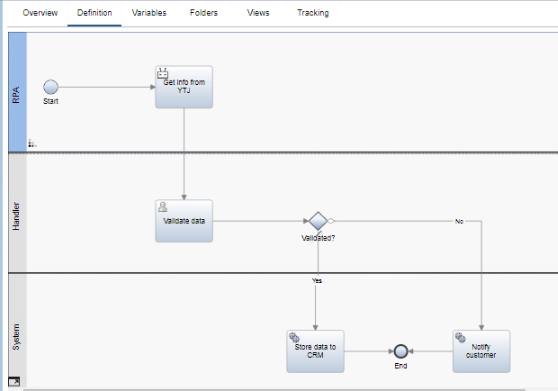 Overview Definition Variables Folders Views Tracking
RPA
Start
Get info from
YTJ
Handler
Validate data
Validated?
No
Yes
System
Store data to
CRM
End
Notify
customer